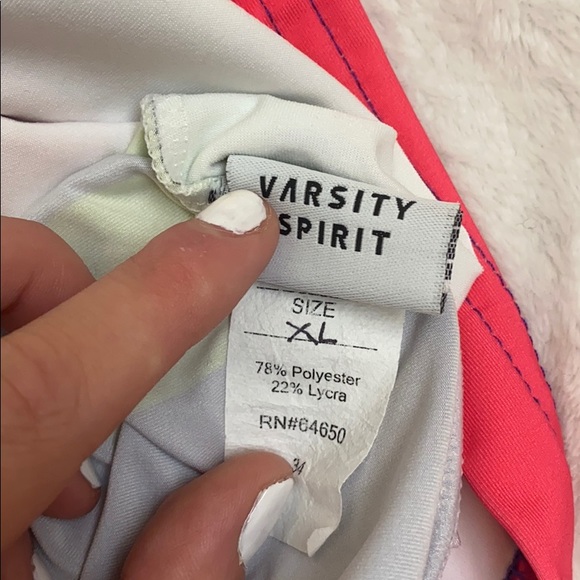 VARSITY
SPIRIT
SIZE
XL
78% Polyester
22% Lycra
RN#64650